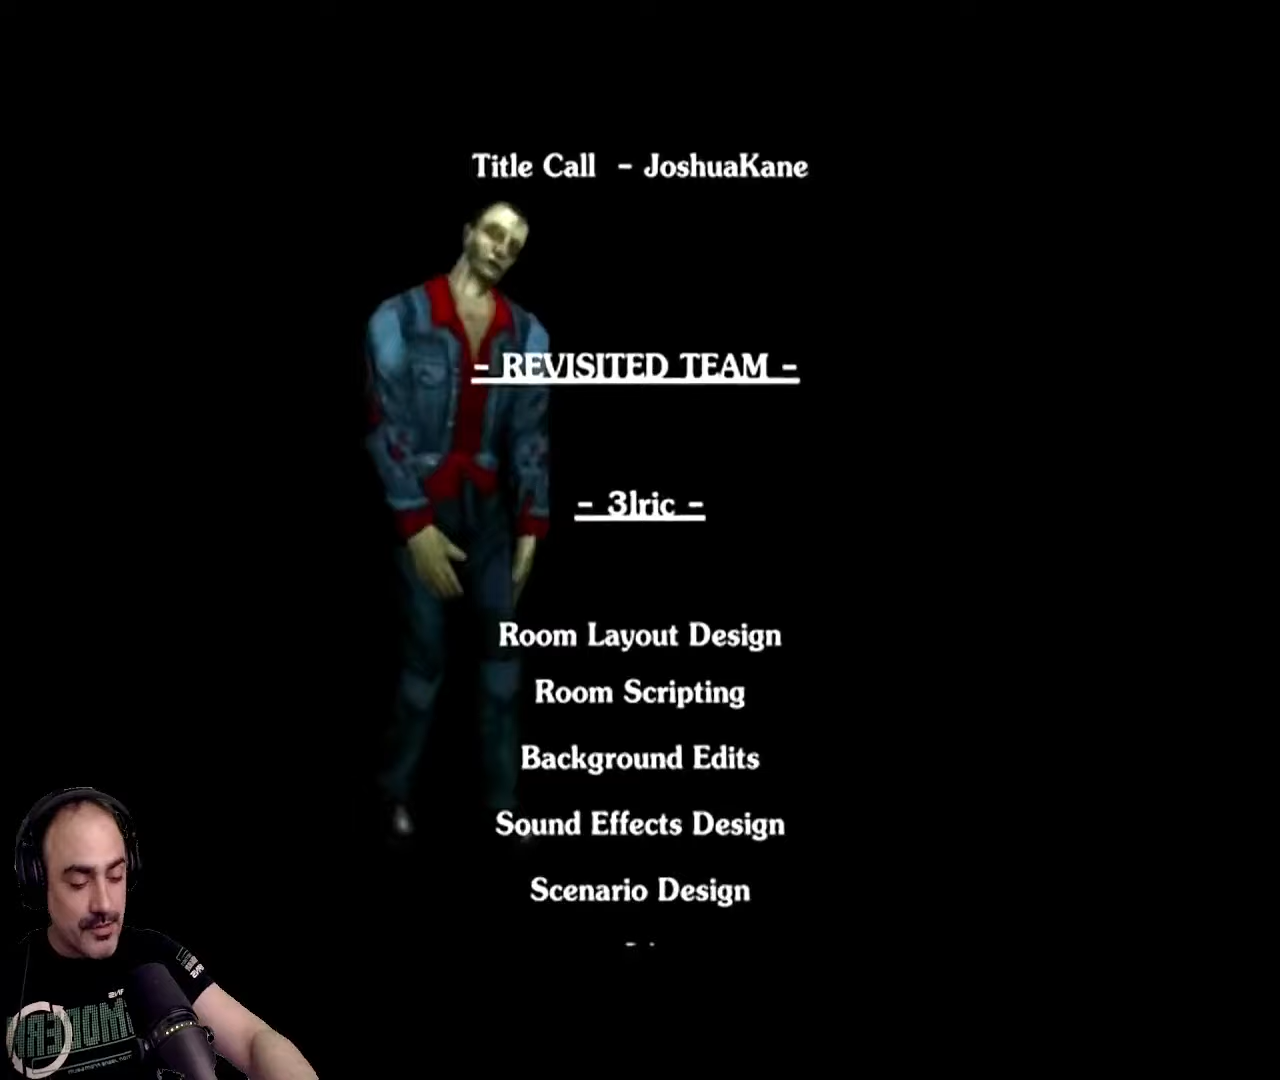 Title Call - JoshuaKane
- REVISITED TEAM -
- 3lric -
Room Layout Design
Room Scripting
Background Edits
Sound Effects Design
Scenario Design